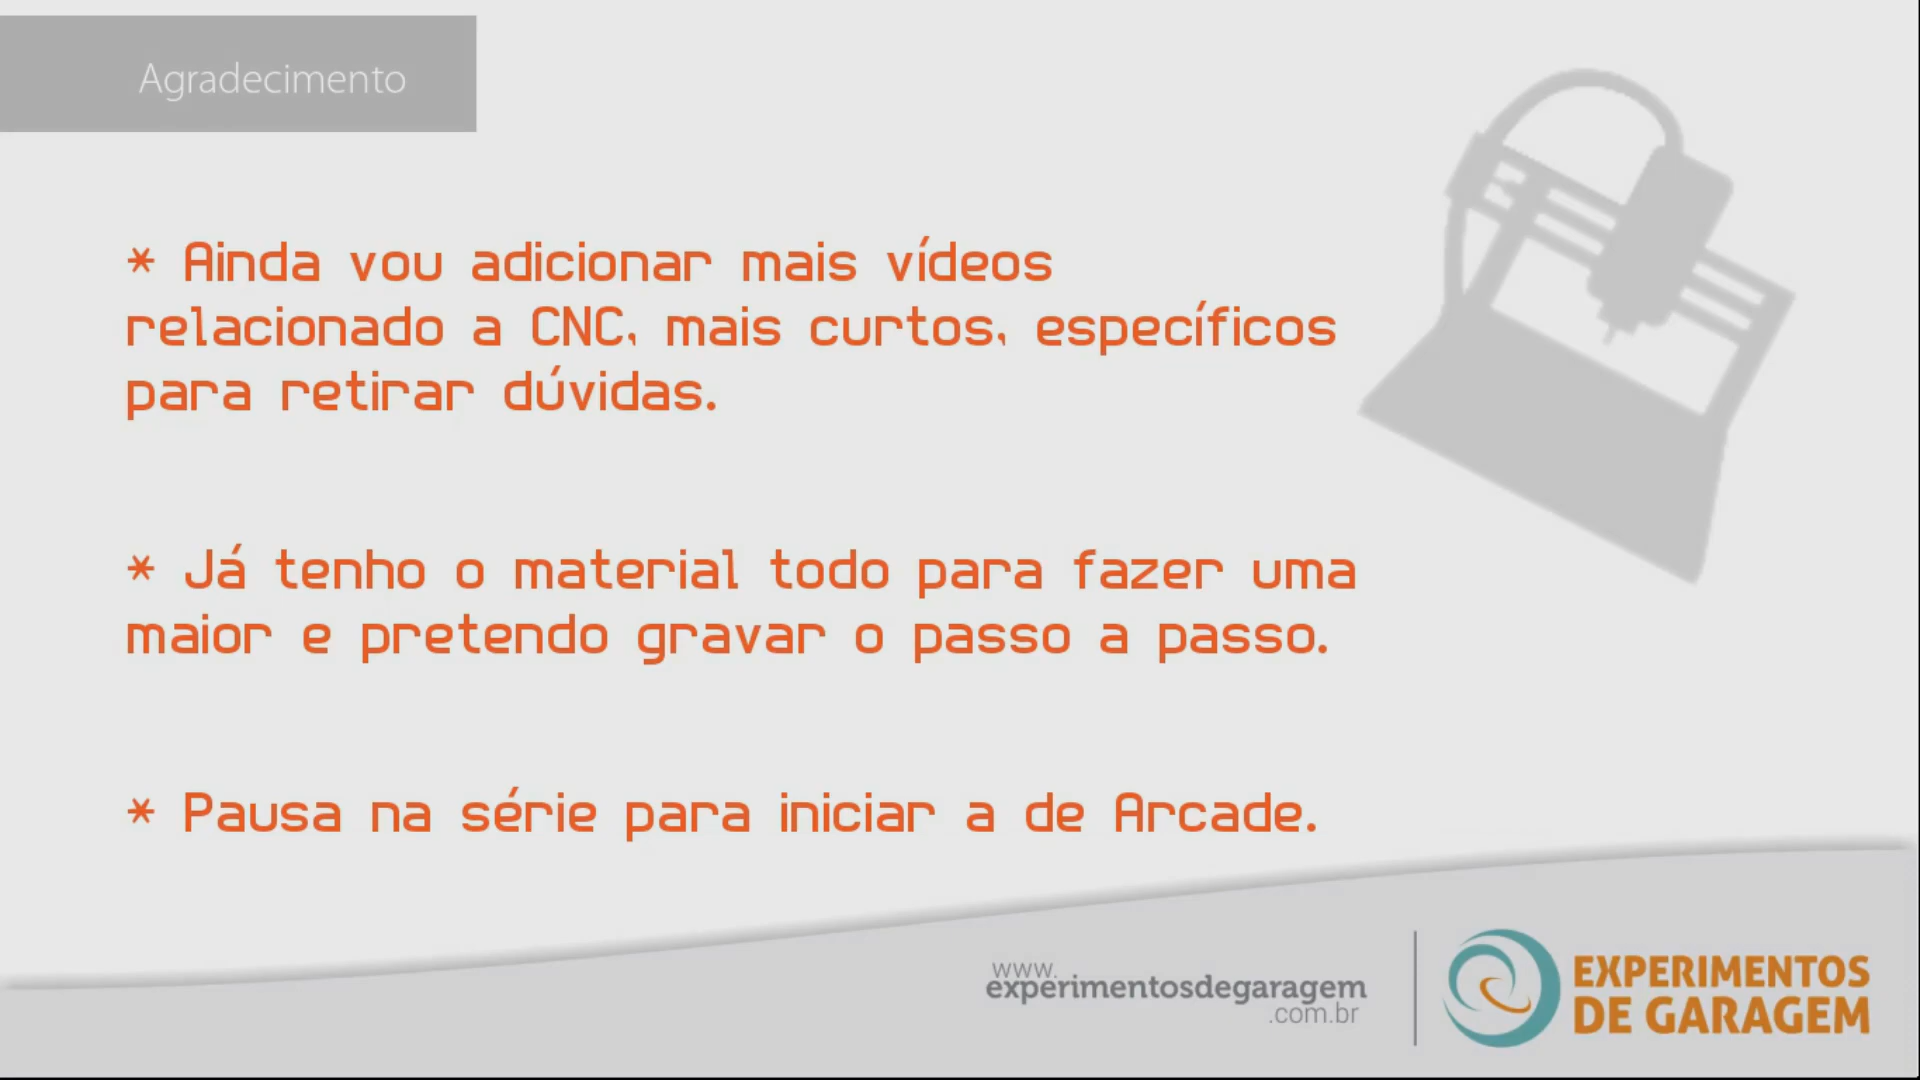 Agradecimento
* Ainda vou adicionar mais vídeos
relacionado a CNC, mais curtos, específicos
para retirar dúvidas.
* Já tenho o material todo para fazer uma
maior e pretendo gravar o passo a passo.
* Pausa na série para iniciar a de Arcade.
www.
experimentosdegaragem
.com.br
EXPERIMENTOS
DE GARAGEM